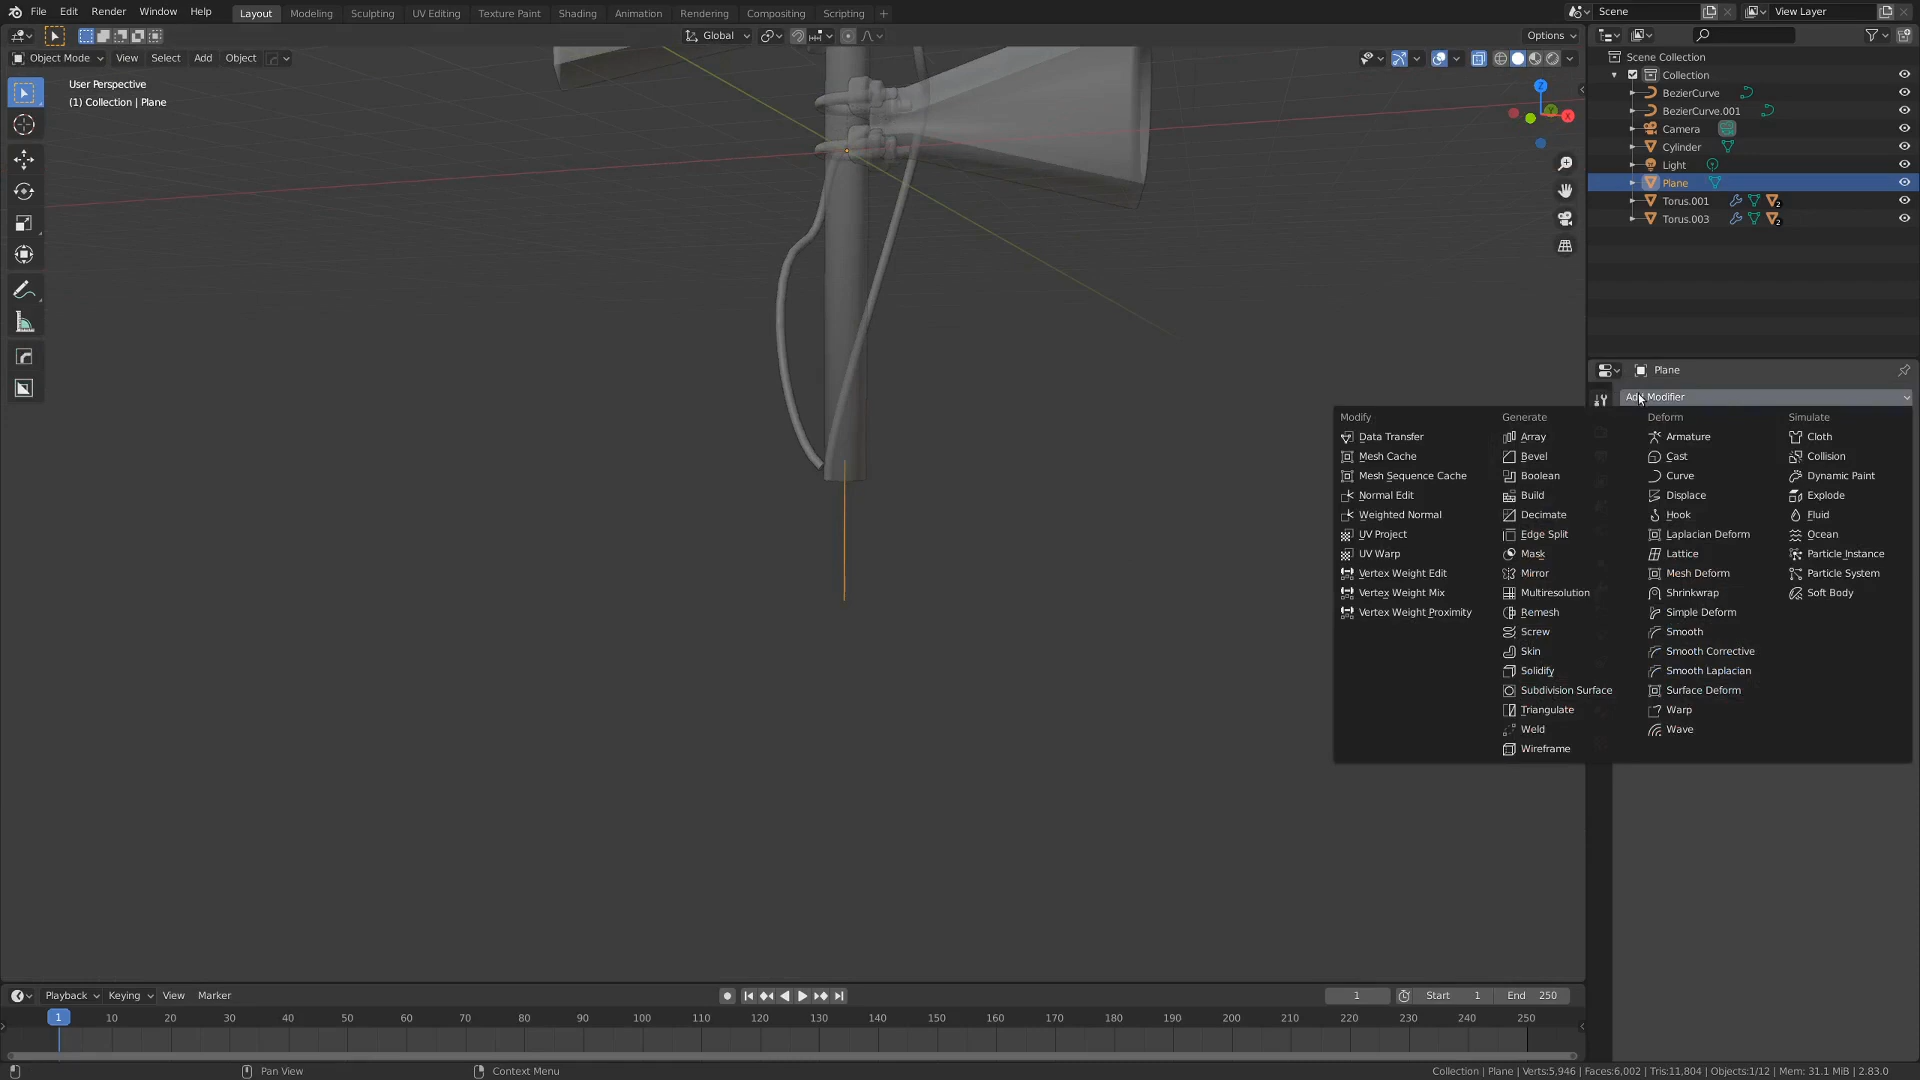 File Edit Render Window Help Layout Modeling Sculpting UV Editing Texture Paint Shading Animation Rendering Compositing Scripting + Scene View Layer
Global Options
Object Mode View Select Add Object
User Perspective
(1) Collection | Plane
Z
X
Scene Collection
Collection
BezierCurve
BezierCurve.001
Camera
Cylinder
Light
Plane
Torus.001 2
Torus.003 2
Plane
Add Modifier
Modify Generate Deform Simulate
Data Transfer Array Armature Cloth
Mesh Cache Bevel Cast Collision
Mesh Sequence Cache Boolean Curve Dynamic Paint
Normal Edit Build Displace Explode
Weighted Normal Decimate Hook Fluid
UV Project Edge Split Laplacian Deform Ocean
UV Warp Mask Lattice Particle Instance
Vertex Weight Edit Mirror Mesh Deform Particle System
Vertex Weight Mix Multiresolution Shrinkwrap Soft Body
Vertex Weight Proximity Remesh Simple Deform
Screw Smooth
Skin Smooth Corrective
Solidify Smooth Laplacian
Subdivision Surface Surface Deform
Triangulate Warp
Weld Wave
Wireframe
Playback Keying View Marker 1 Start 1 End 250
1 10 20 30 40 50 60 70 80 90 100 110 120 130 140 150 160 170 180 190 200 210 220 230 240 250
Pan View Context Menu Collection | Plane | Verts:5,946 | Faces:6,002 | Tris:11,804 | Objects:1/12 | Mem: 31.1 MiB | 2.83.0